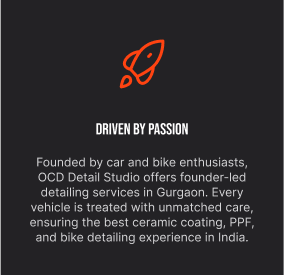 DRIVEN BY PASSION
Founded by car and bike enthusiasts,
OCD Detail Studio offers founder-led
detailing services in Gurgaon. Every
vehicle is treated with unmatched care,
ensuring the best ceramic coating, PPF,
and bike detailing experience in India.